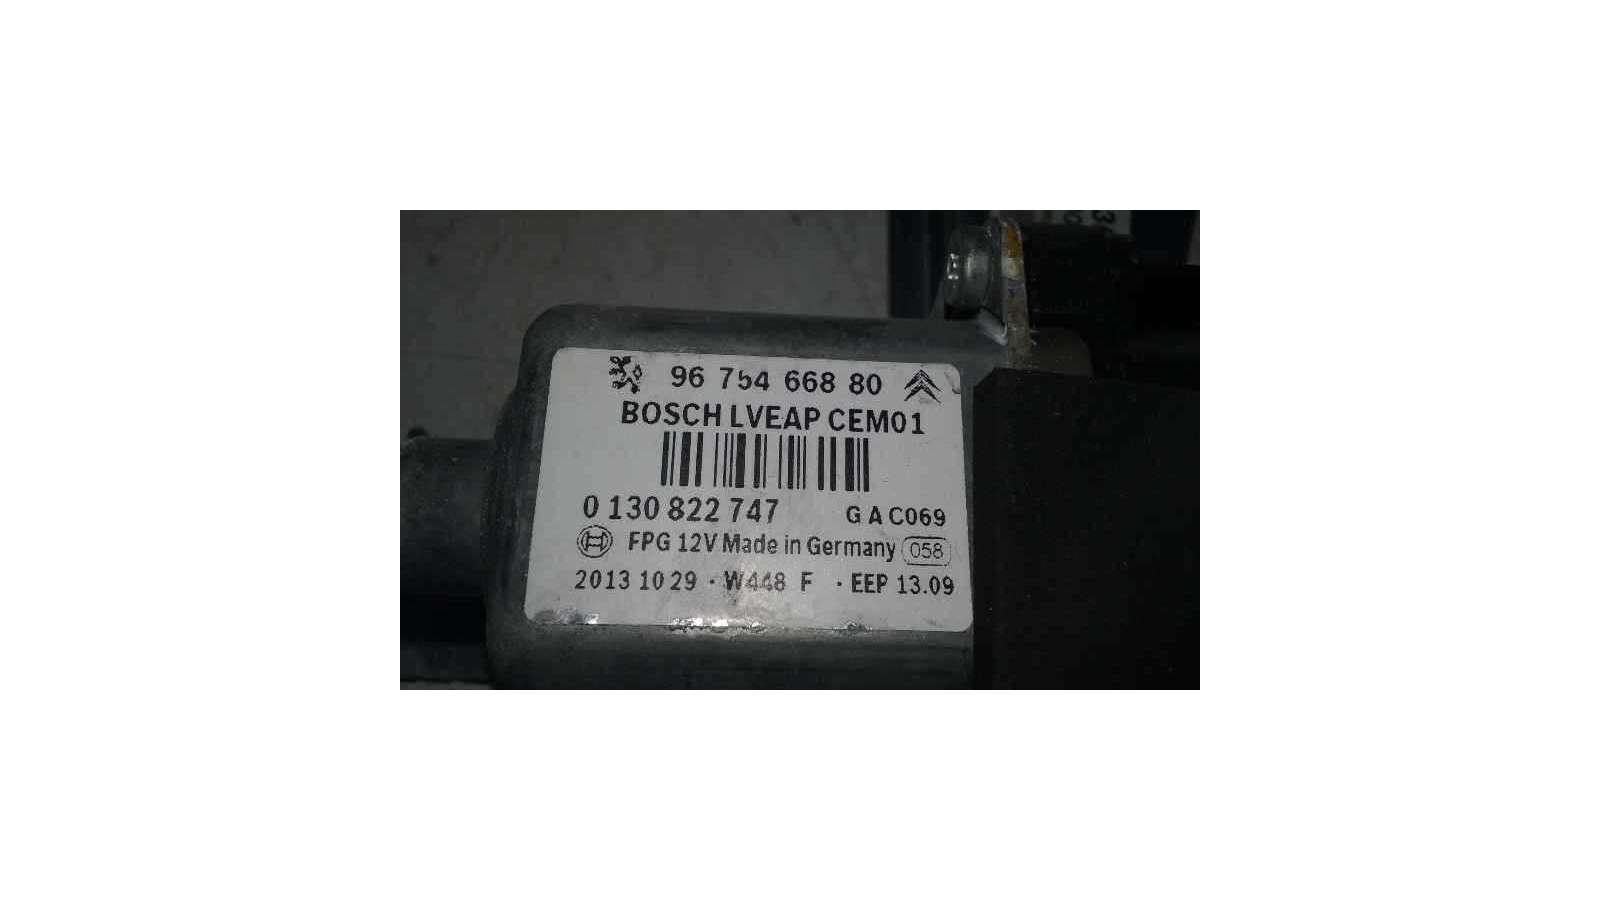 96 754 668 80
BOSCH LVEAP CEM01
0 130 822 747 G A C069
FPG 12V Made in Germany 058
2013 10 29 · W448 F · EEP 13.09